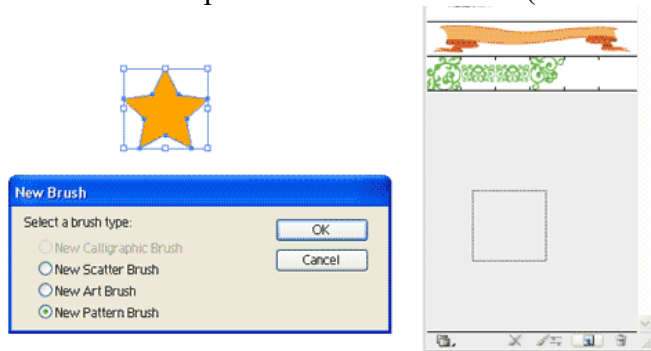 New Brush
Select a brush type:
New Calligraphic Brush
New Scatter Brush
New Art Brush
New Pattern Brush
OK
Cancel